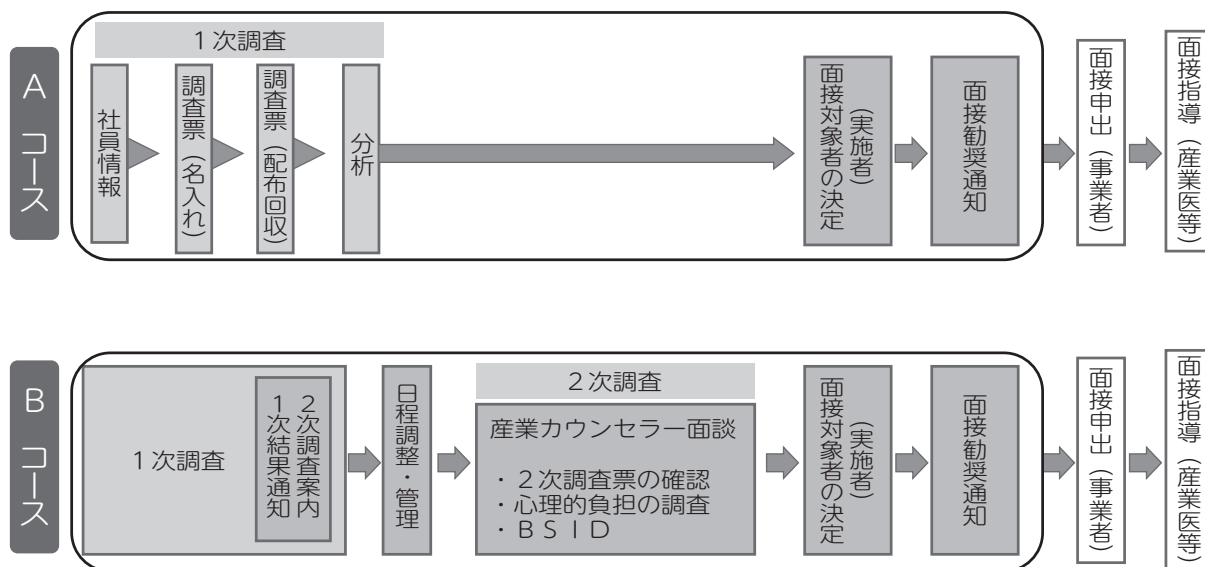 A コース
1次調査
社員情報
調査票（名入れ）
調査票（配布回収）
分析
面接対象者の決定
（実施者）
面接勧奨通知
面接申出（事業者）
面接指導（産業医等）
B コース
1次調査
2次調査案内
1次結果通知
日程調整・管理
2次調査
産業カウンセラー面談
・2次調査票の確認
・心理的負担の調査
・BSID
面接対象者の決定
（実施者）
面接勧奨通知
面接申出（事業者）
面接指導（産業医等）